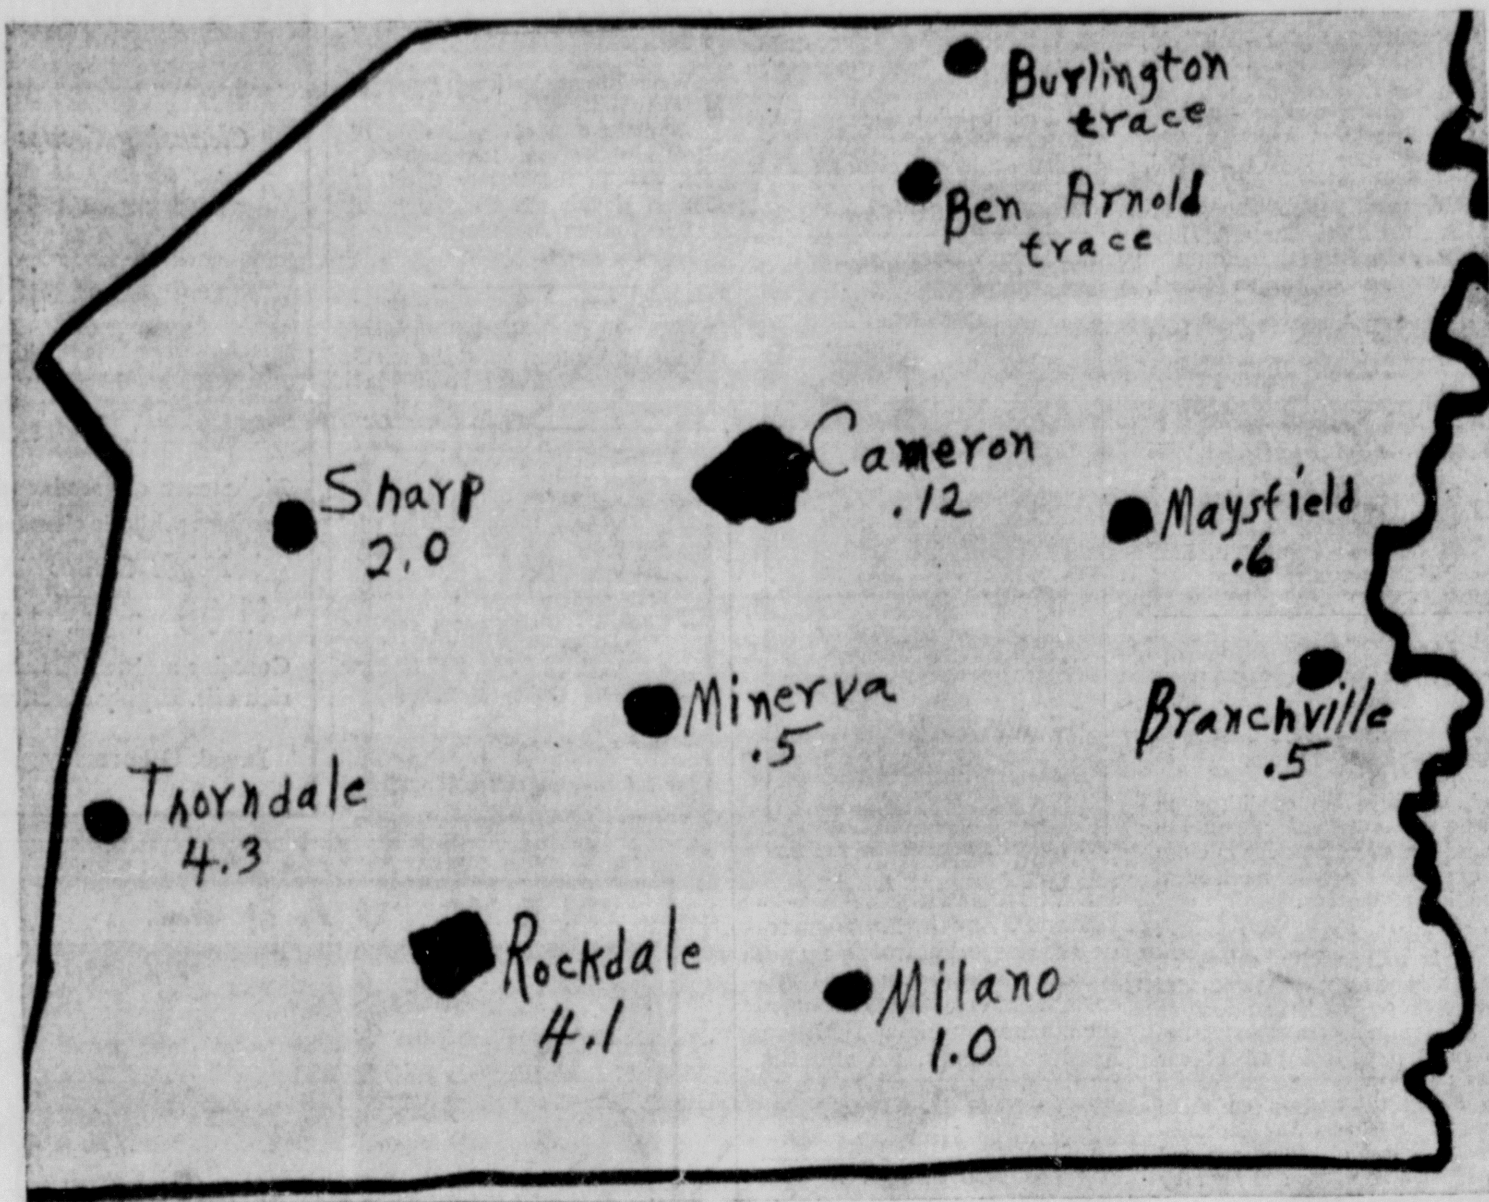 Burlington
trace
Ben Arnold
trace
Cameron
.12
Sharp
2.0
Maysfield
.6
Minerva
.5
Branchville
.5
Thorndale
4.3
Rockdale
4.1
Milano
1.0